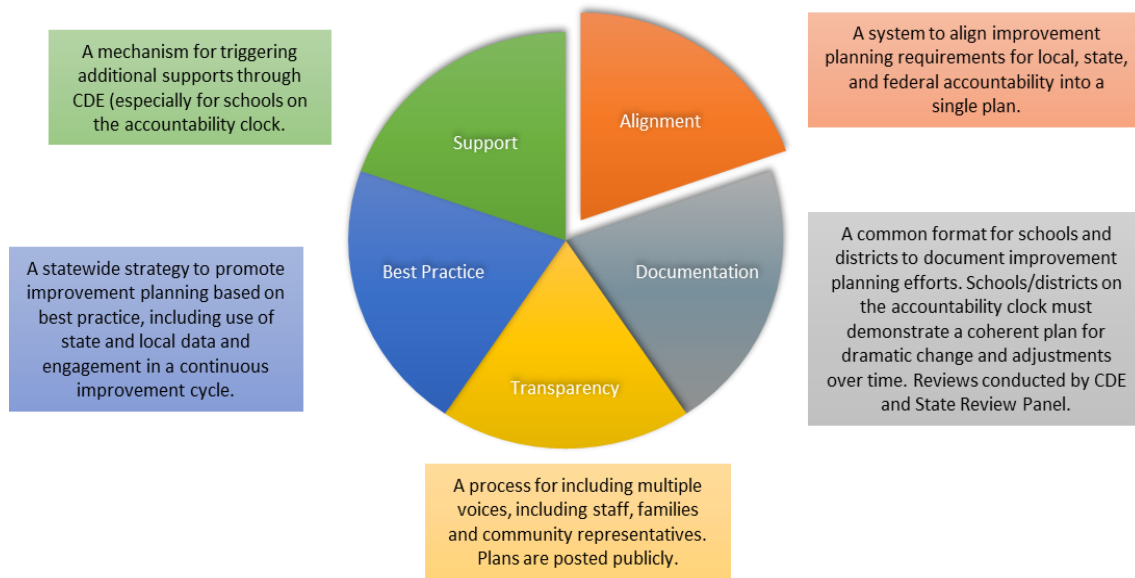 A mechanism for triggering
additional supports through
CDE (especially for schools on
the accountability clock.
A system to align improvement
planning requirements for local, state,
and federal accountability into a
single plan.
Support
Alignment
Best Practice
Documentation
Transparency
A statewide strategy to promote
improvement planning based on
best practice, including use of
state and local data and
engagement in a continuous
improvement cycle.
A common format for schools and
districts to document improvement
planning efforts. Schools/districts on
the accountability clock must
demonstrate a coherent plan for
dramatic change and adjustments
over time. Reviews conducted by CDE
and State Review Panel.
A process for including multiple
voices, including staff, families
and community representatives.
Plans are posted publicly.